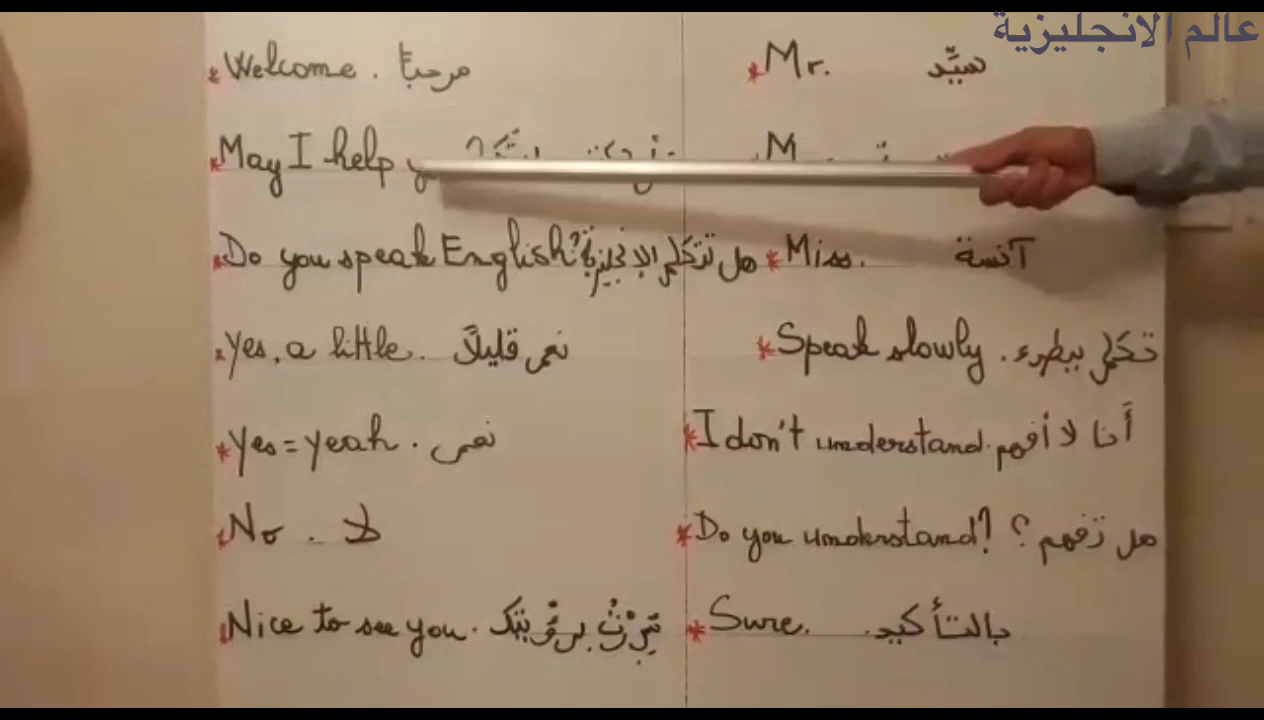 عالم الانجليزية
* Welcome. مرحبا
* May I help
* Do you speak English? هل تتكلم الإنجليزية؟
* Yes, a little. نعم قليلاً
* Yes = yeah. نعم
* No. لا
* Nice to see you. سُررْتُ برؤيتك
* Mr. سيّد
* Miss. آنسة
* Speak slowly. تكلم ببطء
* I don't understand. أنا لا أفهم
* Do you understand? هل تفهم؟
* Sure. بالتأكيد.